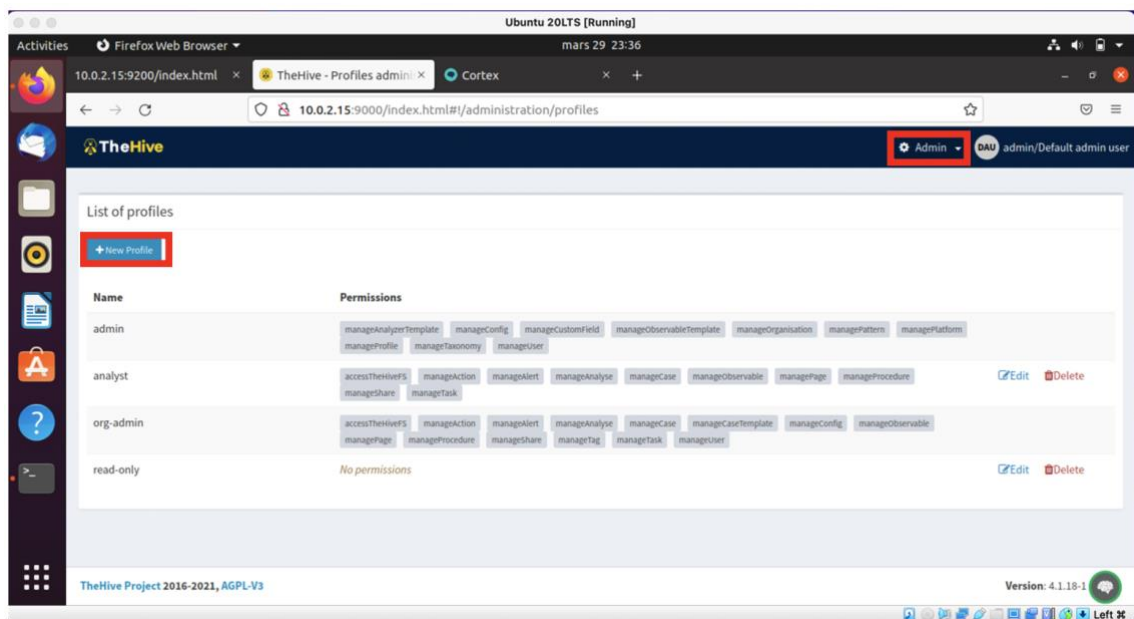 Ubuntu 20LTS [Running]
Activities Firefox Web Browser mars 29 23:36
10.0.2.15:9200/index.html × TheHive - Profiles admini × Cortex × +
10.0.2.15:9000/index.html#!/administration/profiles
TheHive Admin DAU admin/Default admin user
List of profiles
+ New Profile
Name Permissions
admin manageAnalyzerTemplate manageConfig manageCustomField manageObservableTemplate manageOrganisation managePattern managePlatform
manageProfile manageTaxonomy manageUser
analyst accessTheHiveFS manageAction manageAlert manageAnalyse manageCase manageObservable managePage manageProcedure Edit Delete
manageShare manageTask
org-admin accessTheHiveFS manageAction manageAlert manageAnalyse manageCase manageCaseTemplate manageConfig manageObservable
managePage manageProcedure manageShare manageTag manageTask manageUser
read-only No permissions Edit Delete
TheHive Project 2016-2021, AGPL-V3 Version: 4.1.18-1
Left ⌘